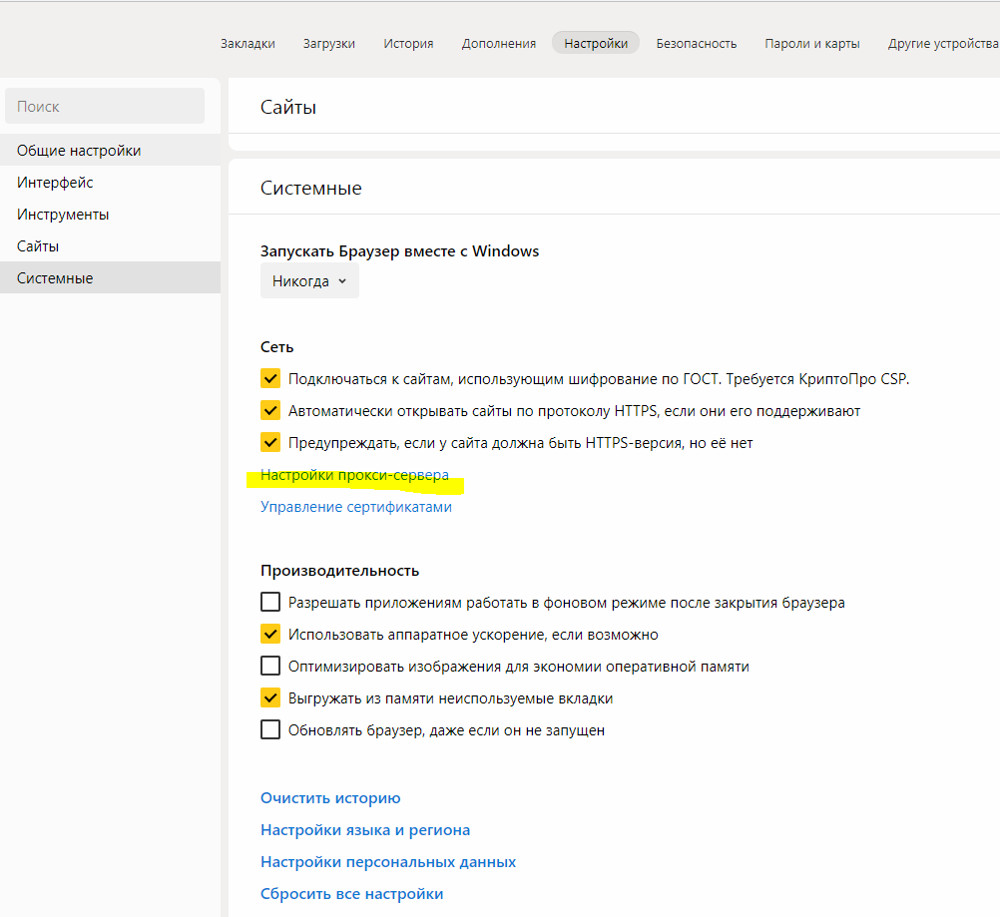 Закладки Загрузки История Дополнения Настройки Безопасность Пароли и карты Другие устройства
Поиск
Общие настройки
Интерфейс
Инструменты
Сайты
Системные
Сайты
Системные
Запускать Браузер вместе с Windows
Никогда
Сеть
Подключаться к сайтам, использующим шифрование по ГОСТ. Требуется КриптоПро CSP.
Автоматически открывать сайты по протоколу HTTPS, если они его поддерживают
Предупреждать, если у сайта должна быть HTTPS-версия, но её нет
Настройки прокси-сервера
Управление сертификатами
Производительность
Разрешать приложениям работать в фоновом режиме после закрытия браузера
Использовать аппаратное ускорение, если возможно
Оптимизировать изображения для экономии оперативной памяти
Выгружать из памяти неиспользуемые вкладки
Обновлять браузер, даже если он не запущен
Очистить историю
Настройки языка и региона
Настройки персональных данных
Сбросить все настройки